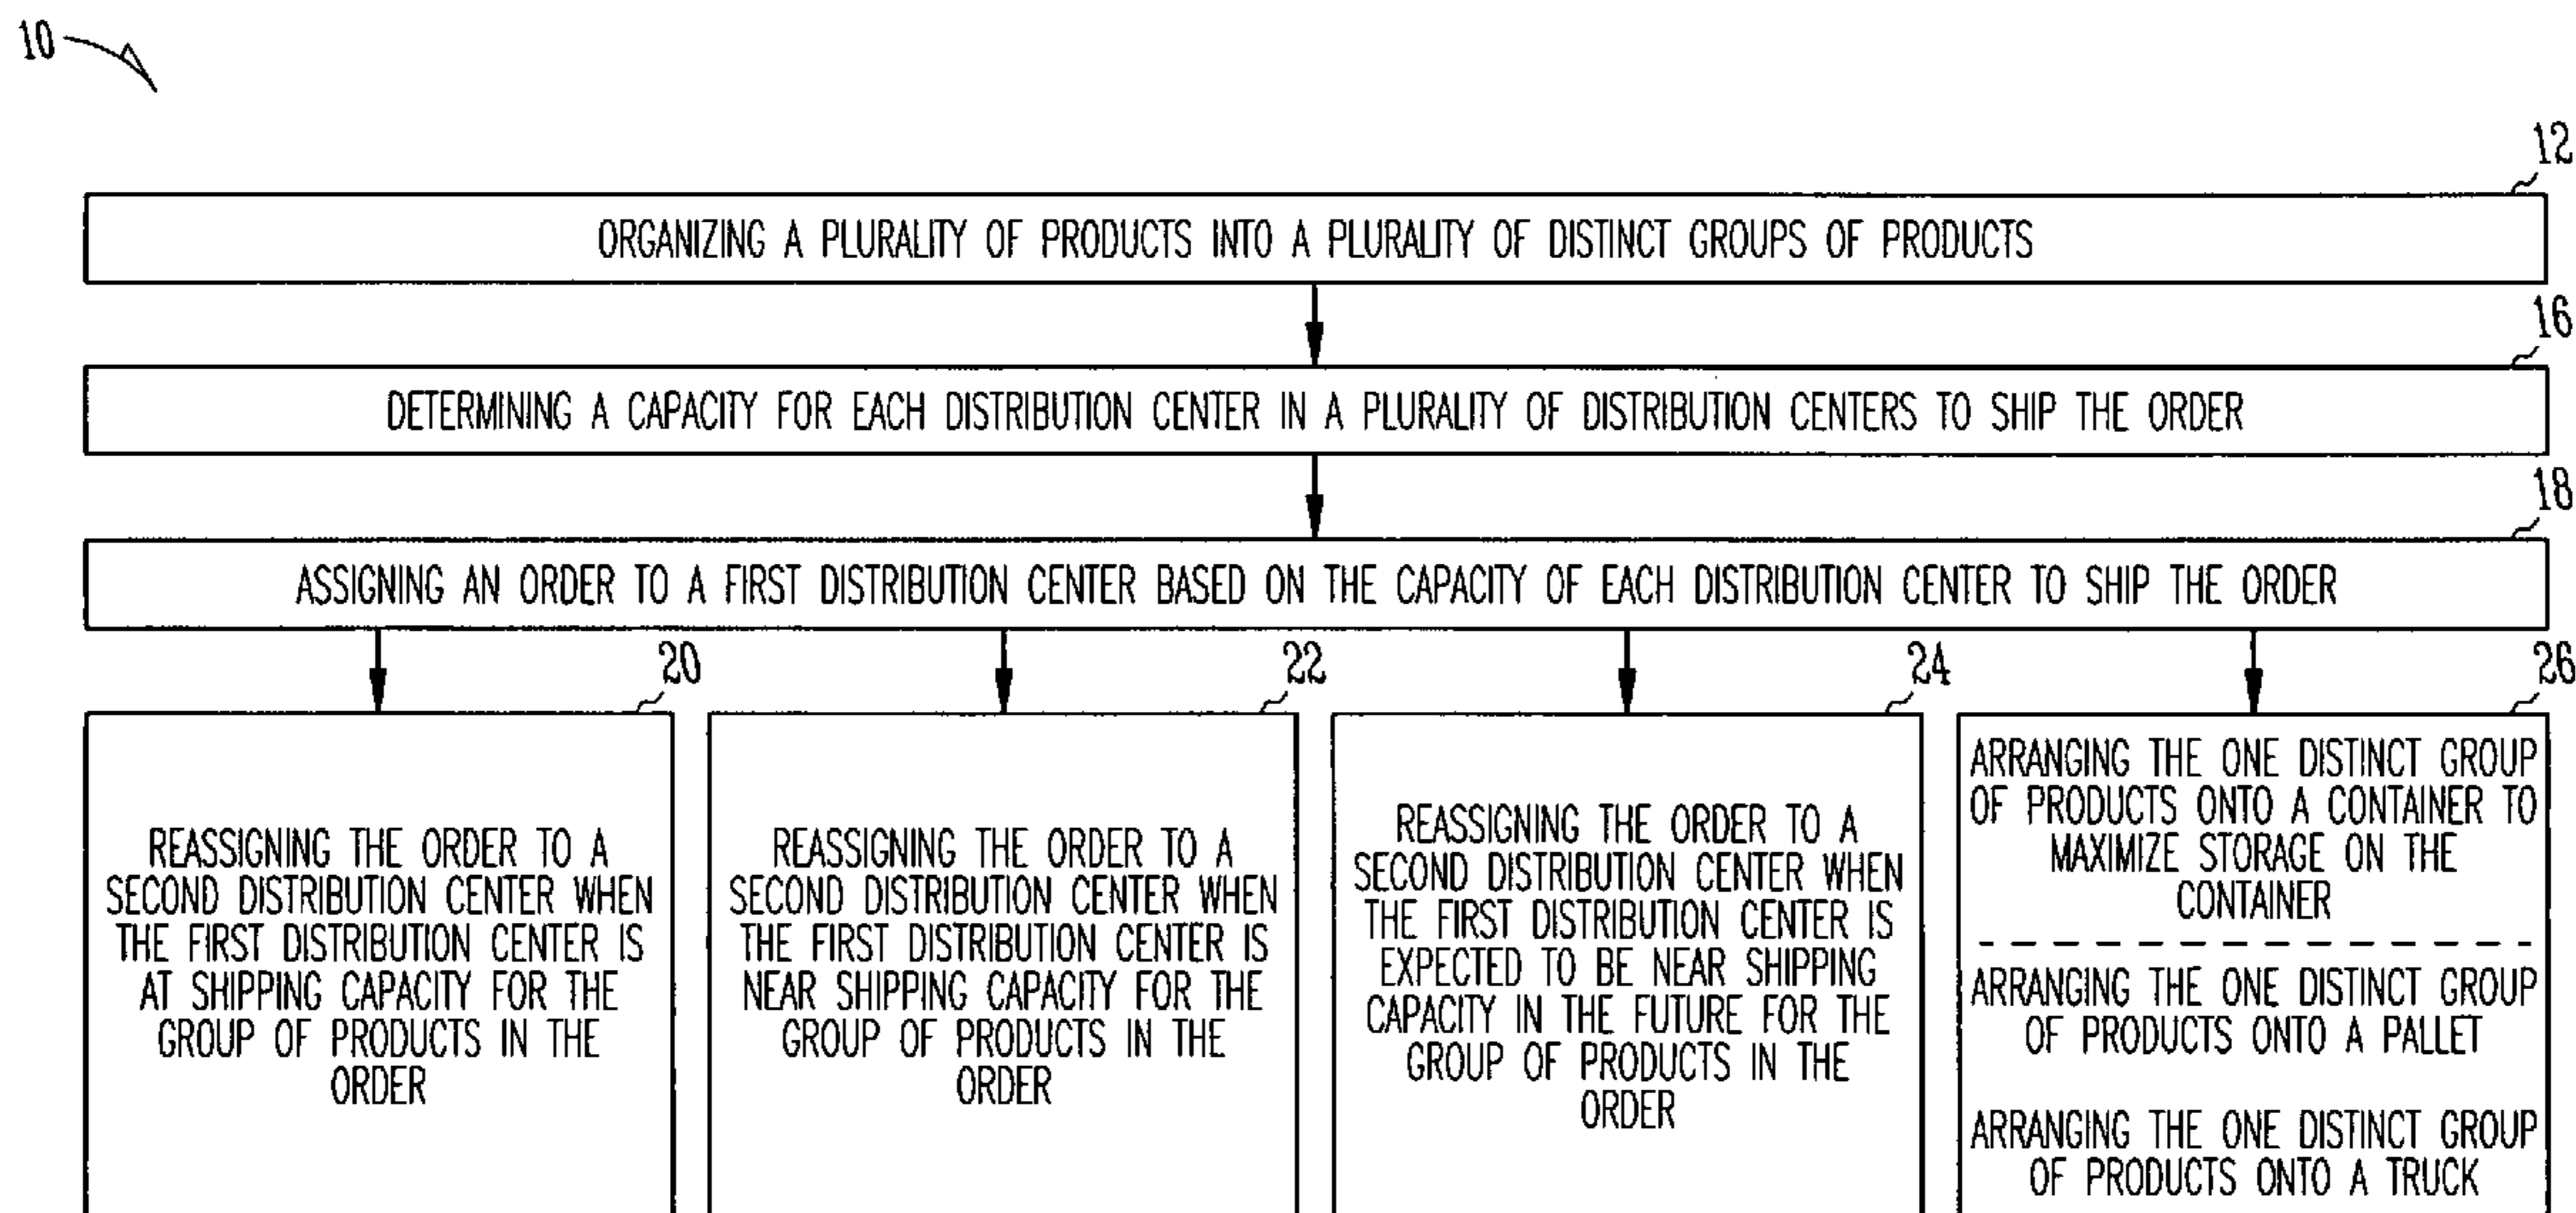 10
12
ORGANIZING A PLURALITY OF PRODUCTS INTO A PLURALITY OF DISTINCT GROUPS OF PRODUCTS
16
DETERMINING A CAPACITY FOR EACH DISTRIBUTION CENTER IN A PLURALITY OF DISTRIBUTION CENTERS TO SHIP THE ORDER
18
ASSIGNING AN ORDER TO A FIRST DISTRIBUTION CENTER BASED ON THE CAPACITY OF EACH DISTRIBUTION CENTER TO SHIP THE ORDER
20
REASSIGNING THE ORDER TO A
SECOND DISTRIBUTION CENTER WHEN
THE FIRST DISTRIBUTION CENTER IS
AT SHIPPING CAPACITY FOR THE
GROUP OF PRODUCTS IN THE
ORDER
22
REASSIGNING THE ORDER TO A
SECOND DISTRIBUTION CENTER WHEN
THE FIRST DISTRIBUTION CENTER IS
NEAR SHIPPING CAPACITY FOR THE
GROUP OF PRODUCTS IN THE
ORDER
24
REASSIGNING THE ORDER TO A
SECOND DISTRIBUTION CENTER WHEN
THE FIRST DISTRIBUTION CENTER IS
EXPECTED TO BE NEAR SHIPPING
CAPACITY IN THE FUTURE FOR THE
GROUP OF PRODUCTS IN THE
ORDER
26
ARRANGING THE ONE DISTINCT GROUP
OF PRODUCTS ONTO A CONTAINER TO
MAXIMIZE STORAGE ON THE
CONTAINER
ARRANGING THE ONE DISTINCT GROUP
OF PRODUCTS ONTO A PALLET
ARRANGING THE ONE DISTINCT GROUP
OF PRODUCTS ONTO A TRUCK